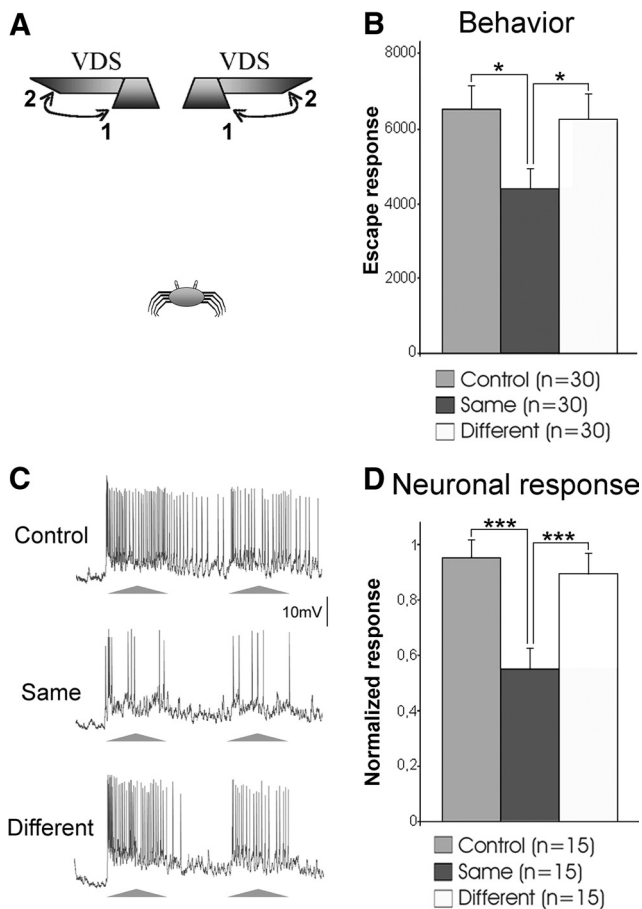 A
VDS VDS
2 1 1 2
B Behavior
8000
6000
4000
2000
0
Escape response
* *
Control (n=30)
Same (n=30)
Different (n=30)
C
Control
10mV
Same
Different
D Neuronal response
1
0,8
0,6
0,4
0,2
0
Normalized response
*** ***
Control (n=15)
Same (n=15)
Different (n=15)